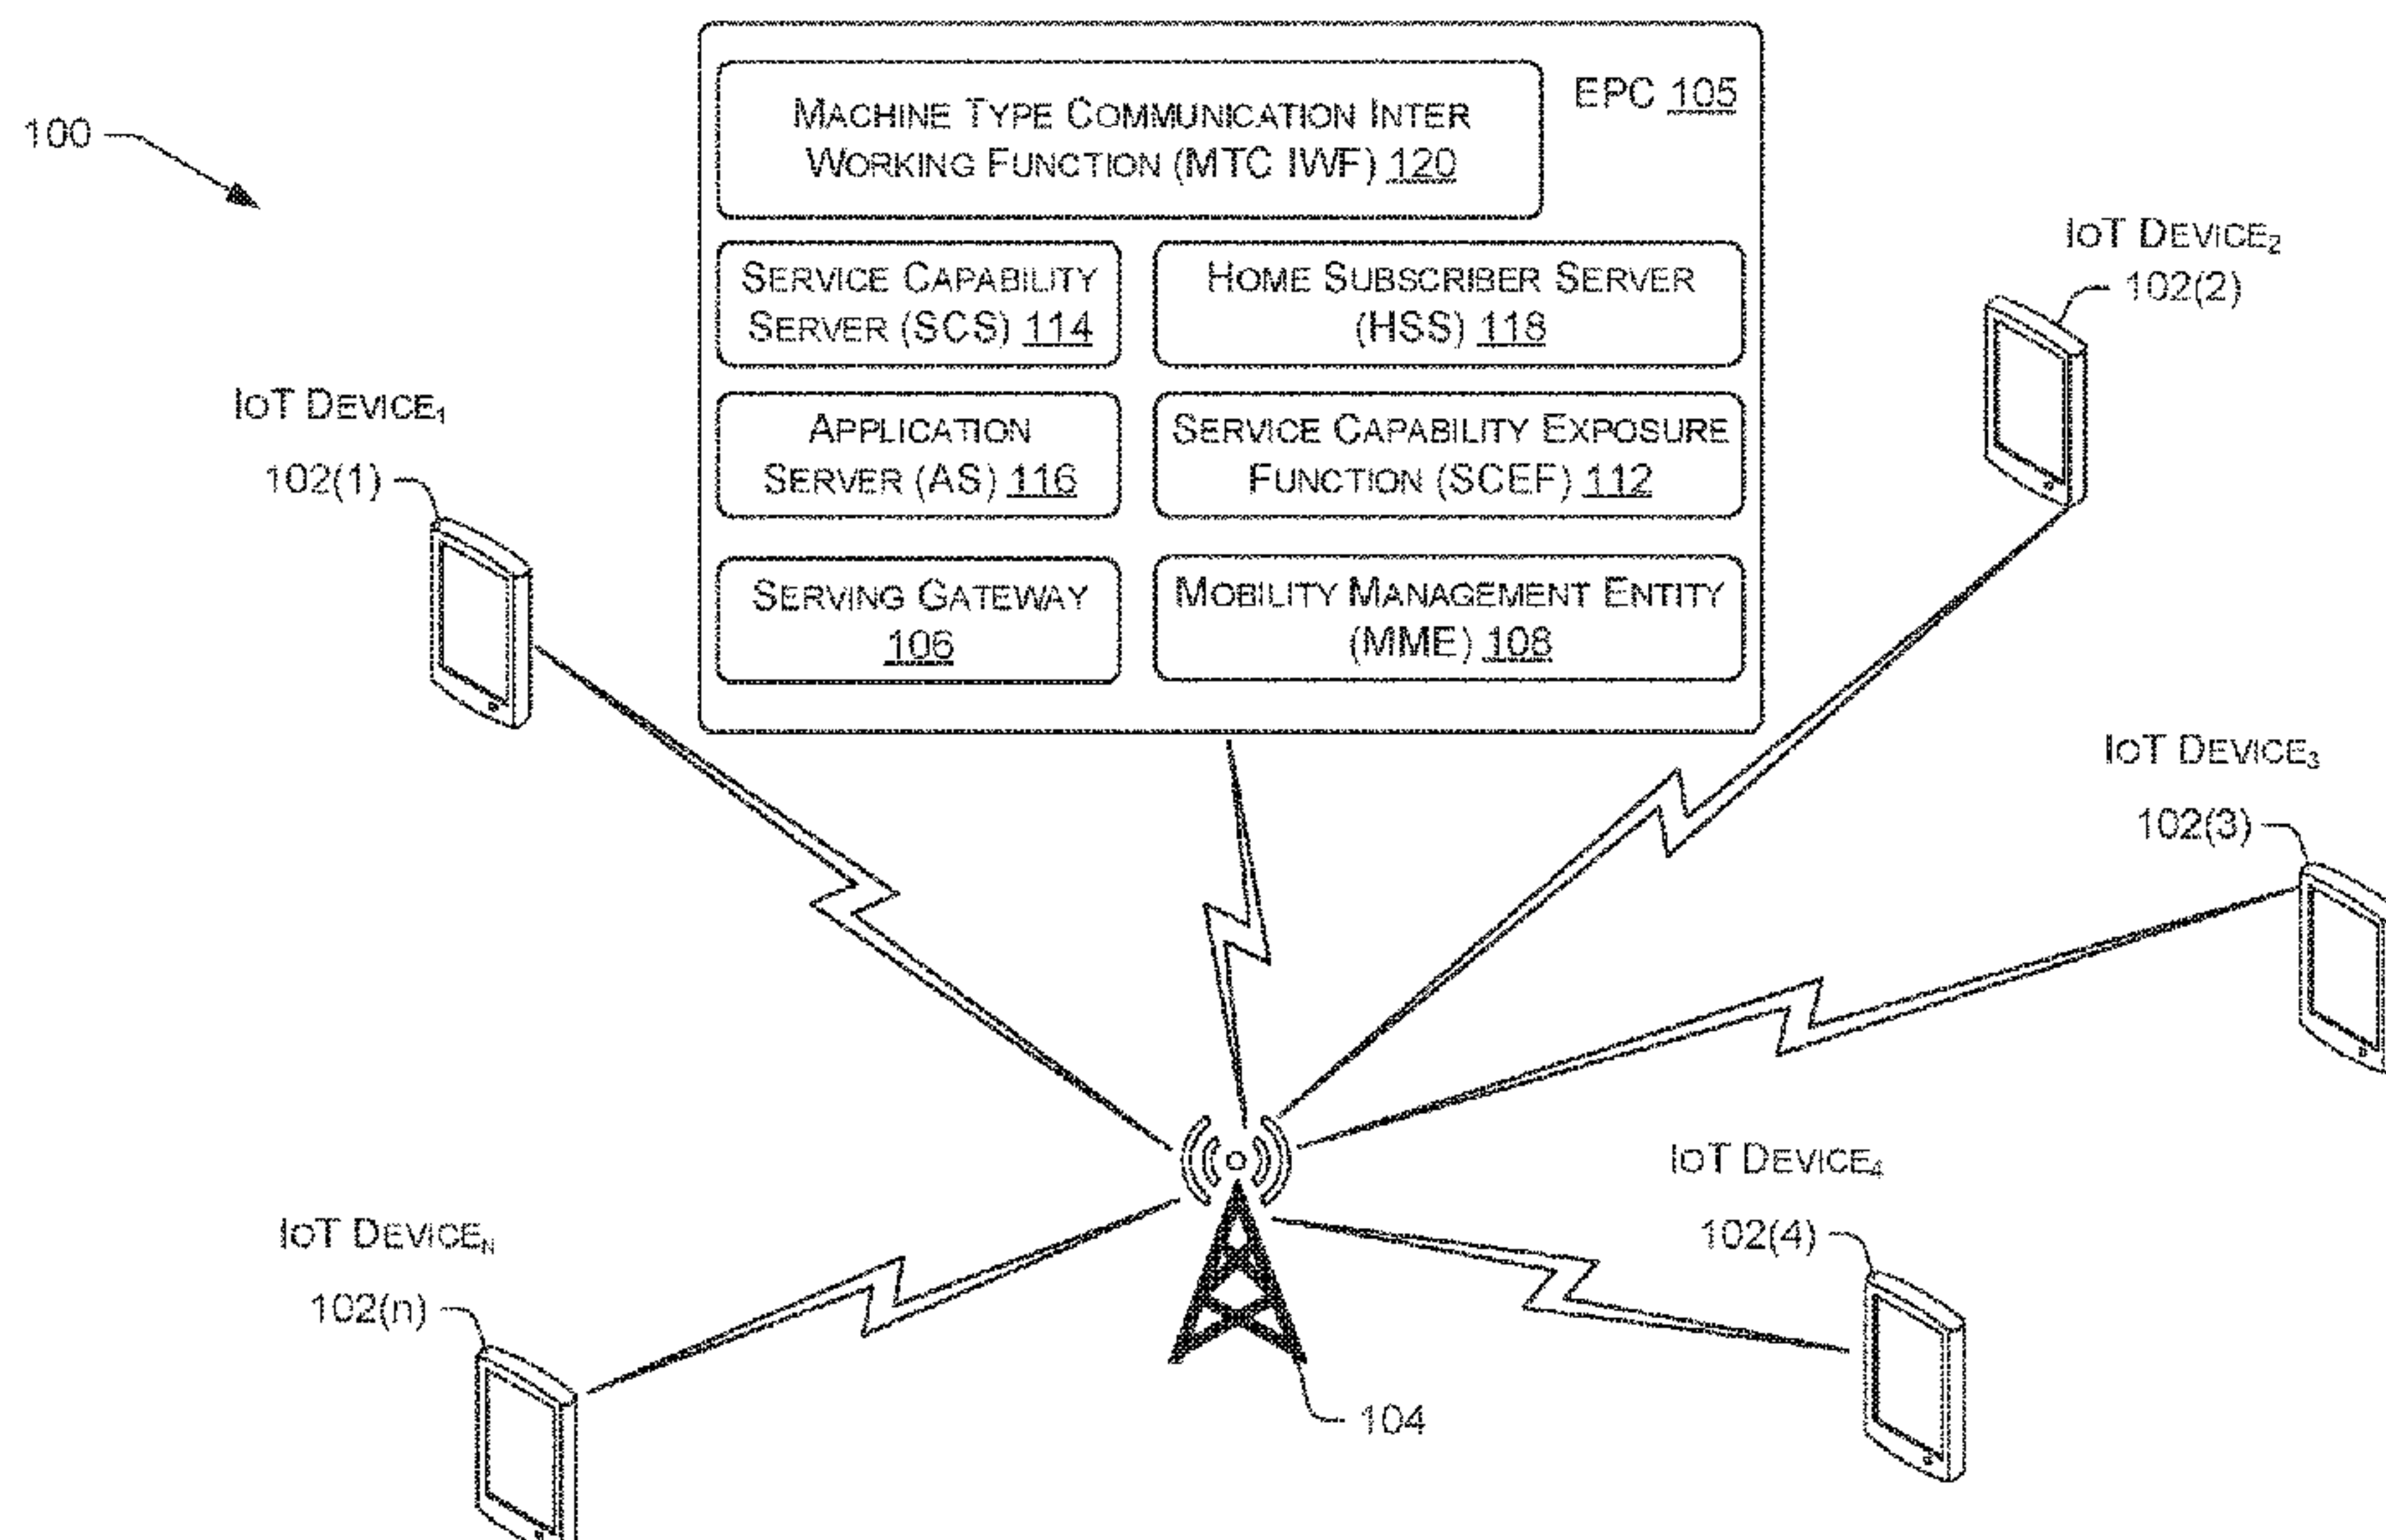 100
MACHINE TYPE COMMUNICATION INTER
WORKING FUNCTION (MTC IWF) 120
EPC 105
SERVICE CAPABILITY
SERVER (SCS) 114
HOME SUBSCRIBER SERVER
(HSS) 118
APPLICATION
SERVER (AS) 116
SERVICE CAPABILITY EXPOSURE
FUNCTION (SCEF) 112
SERVING GATEWAY
106
MOBILITY MANAGEMENT ENTITY
(MME) 108
IOT DEVICE₁
102(1)
IOT DEVICE₂
102(2)
IOT DEVICE₃
102(3)
IOT DEVICE₄
102(4)
IOT DEVICE_N
102(n)
104